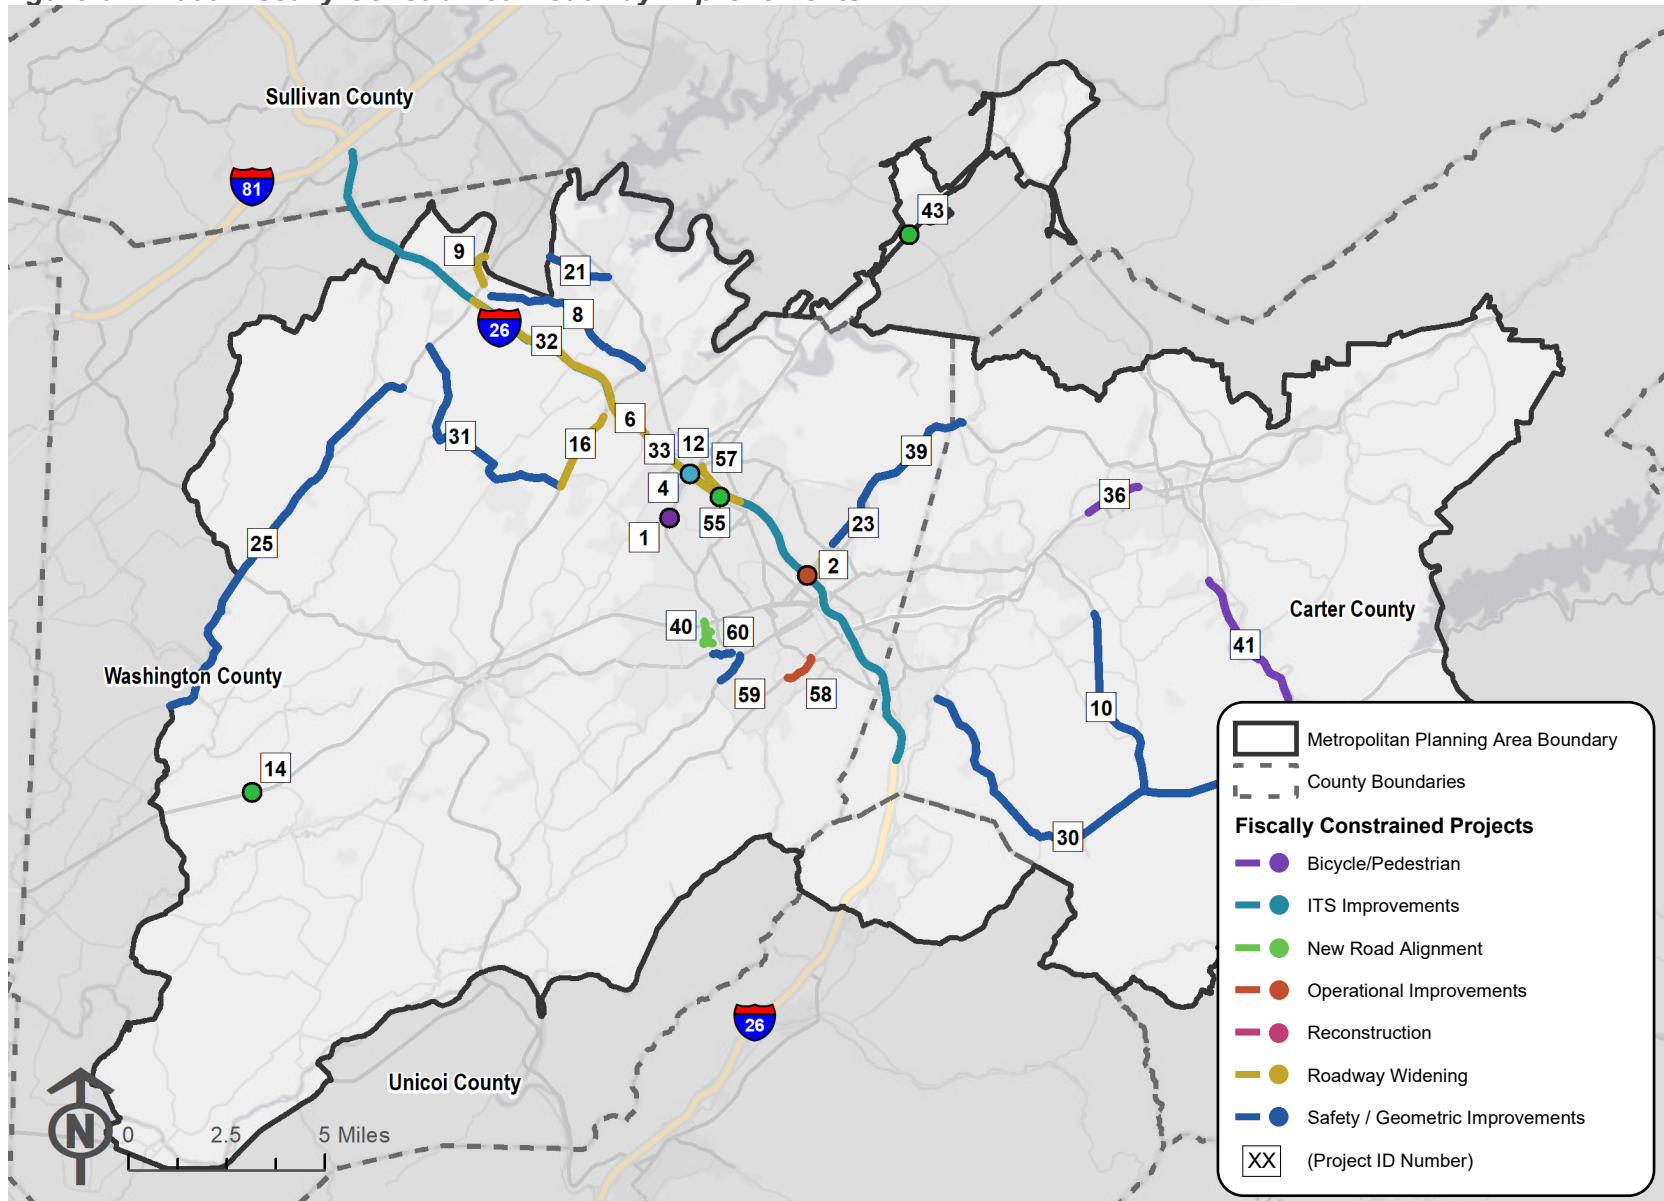 Sullivan County
81
43
9
21
8
26
32
6
31
16
33
12
57
39
36
4
25
55
23
1
2
Carter County
40
60
41
Washington County
59
58
10
14
30
26
Unicoi County
N
0 2.5 5 Miles
Metropolitan Planning Area Boundary
County Boundaries
Fiscally Constrained Projects
Bicycle/Pedestrian
ITS Improvements
New Road Alignment
Operational Improvements
Reconstruction
Roadway Widening
Safety / Geometric Improvements
XX (Project ID Number)